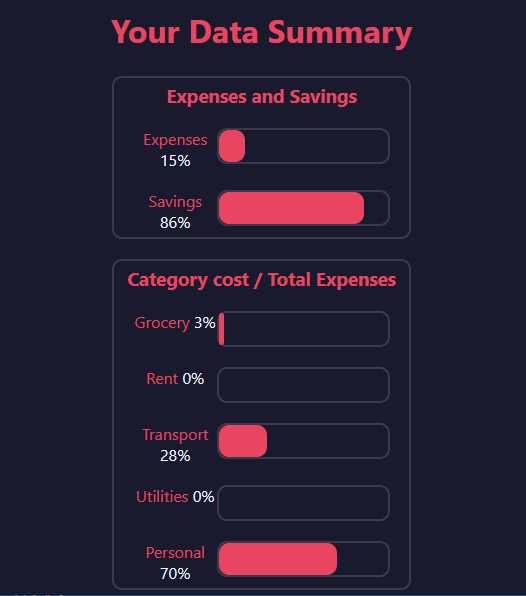 Your Data Summary
Expenses and Savings
Expenses
15%
Savings
86%
Category cost / Total Expenses
Grocery 3%
Rent 0%
Transport
28%
Utilities 0%
Personal
70%